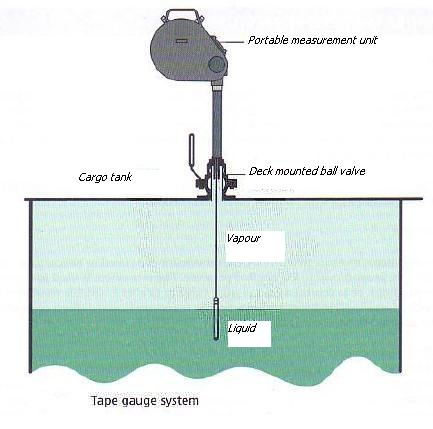 Portable measurement unit
Cargo tank
Deck mounted ball valve
Vapour
Liquid
Tape gauge system